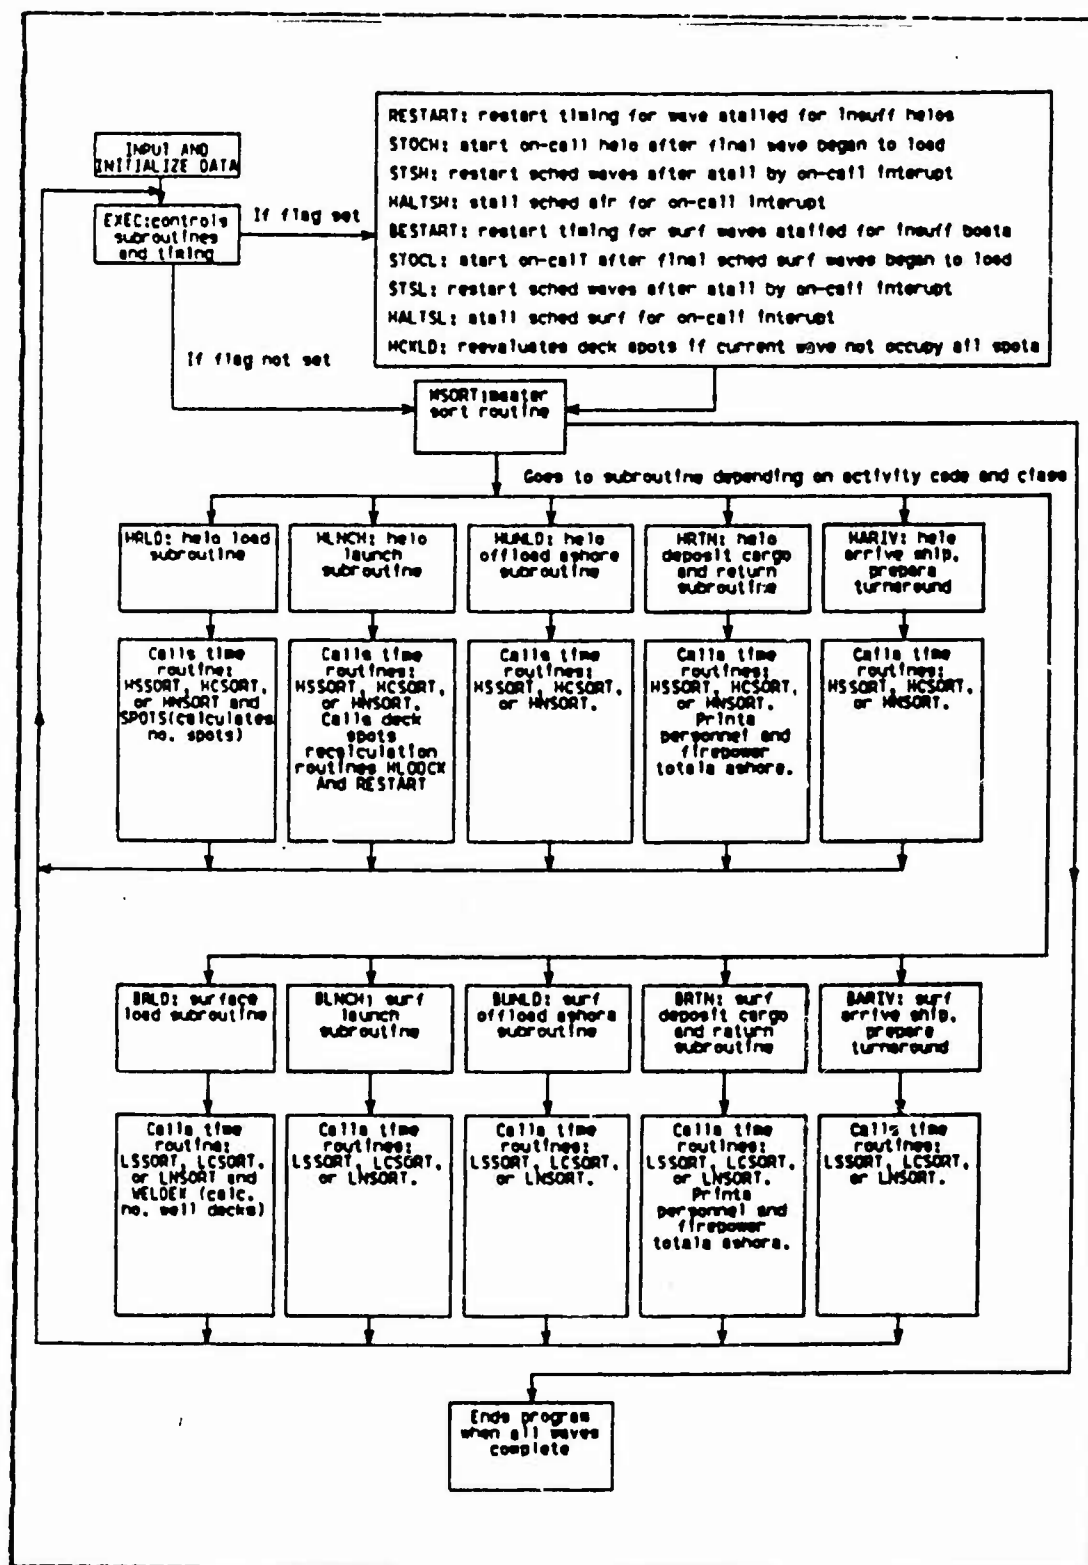 INPUT AND
INITIALIZE DATA
EXEC:controls
subroutines
and timing
If flag set
If flag not set
RESTART: restart timing for wave stalled for insuff helos
STOCH: start on-call helo after final wave began to load
STSH: restart sched waves after stall by on-call interupt
HALTSH: stall sched air for on-call interupt
BESTART: restart timing for surf waves stalled for insuff boats
STOCL: start on-call after final sched surf waves began to load
STSL: restart sched waves after stall by on-call interupt
HALTSL: stall sched surf for on-call interupt
HCKLD: reevaluates deck spots if current wave not occupy all spots
MSORT:master
sort routine
Goes to subroutine depending on activity code and class
HRLD: helo load
subroutine
HLNCH: helo
launch
subroutine
HUNLD: helo
offload ashore
subroutine
HRTN: helo
deposit cargo
and return
subroutine
HARIV: helo
arrive ship,
prepare
turnaround
Calls time
routine:
HSSORT, HCSORT,
or HNSORT and
SPOTS(calculates
no. spots)
Calls time
routines:
HSSORT, HCSORT,
or HNSORT.
Calls deck
spots
recalculation
routines HLODCK
And RESTART
Calls time
routines:
HSSORT, HCSORT,
or HNSORT.
Calls time
routines:
HSSORT, HCSORT,
or HNSORT.
Prints
personnel and
firepower
totals ashore.
Calls time
routines:
HSSORT, HCSORT,
or HNSORT.
BRLD: surface
load subroutine
BLNCH: surf
launch
subroutine
BUNLD: surf
offload ashore
subroutine
BRTN: surf
deposit cargo
and return
subroutine
BARIV: surf
arrive ship,
prepare
turnaround
Calls time
routine:
LSSORT, LCSORT,
or LNSORT and
WELDEK (calc.
no. well decks)
Calls time
routines:
LSSORT, LCSORT,
or LNSORT.
Calls time
routines:
LSSORT, LCSORT,
or LNSORT.
Calls time
routines:
LSSORT, LCSORT,
or LNSORT.
Prints
personnel and
firepower
totals ashore.
Calls time
routines:
LSSORT, LCSORT,
or LNSORT.
Ends program
when all waves
complete